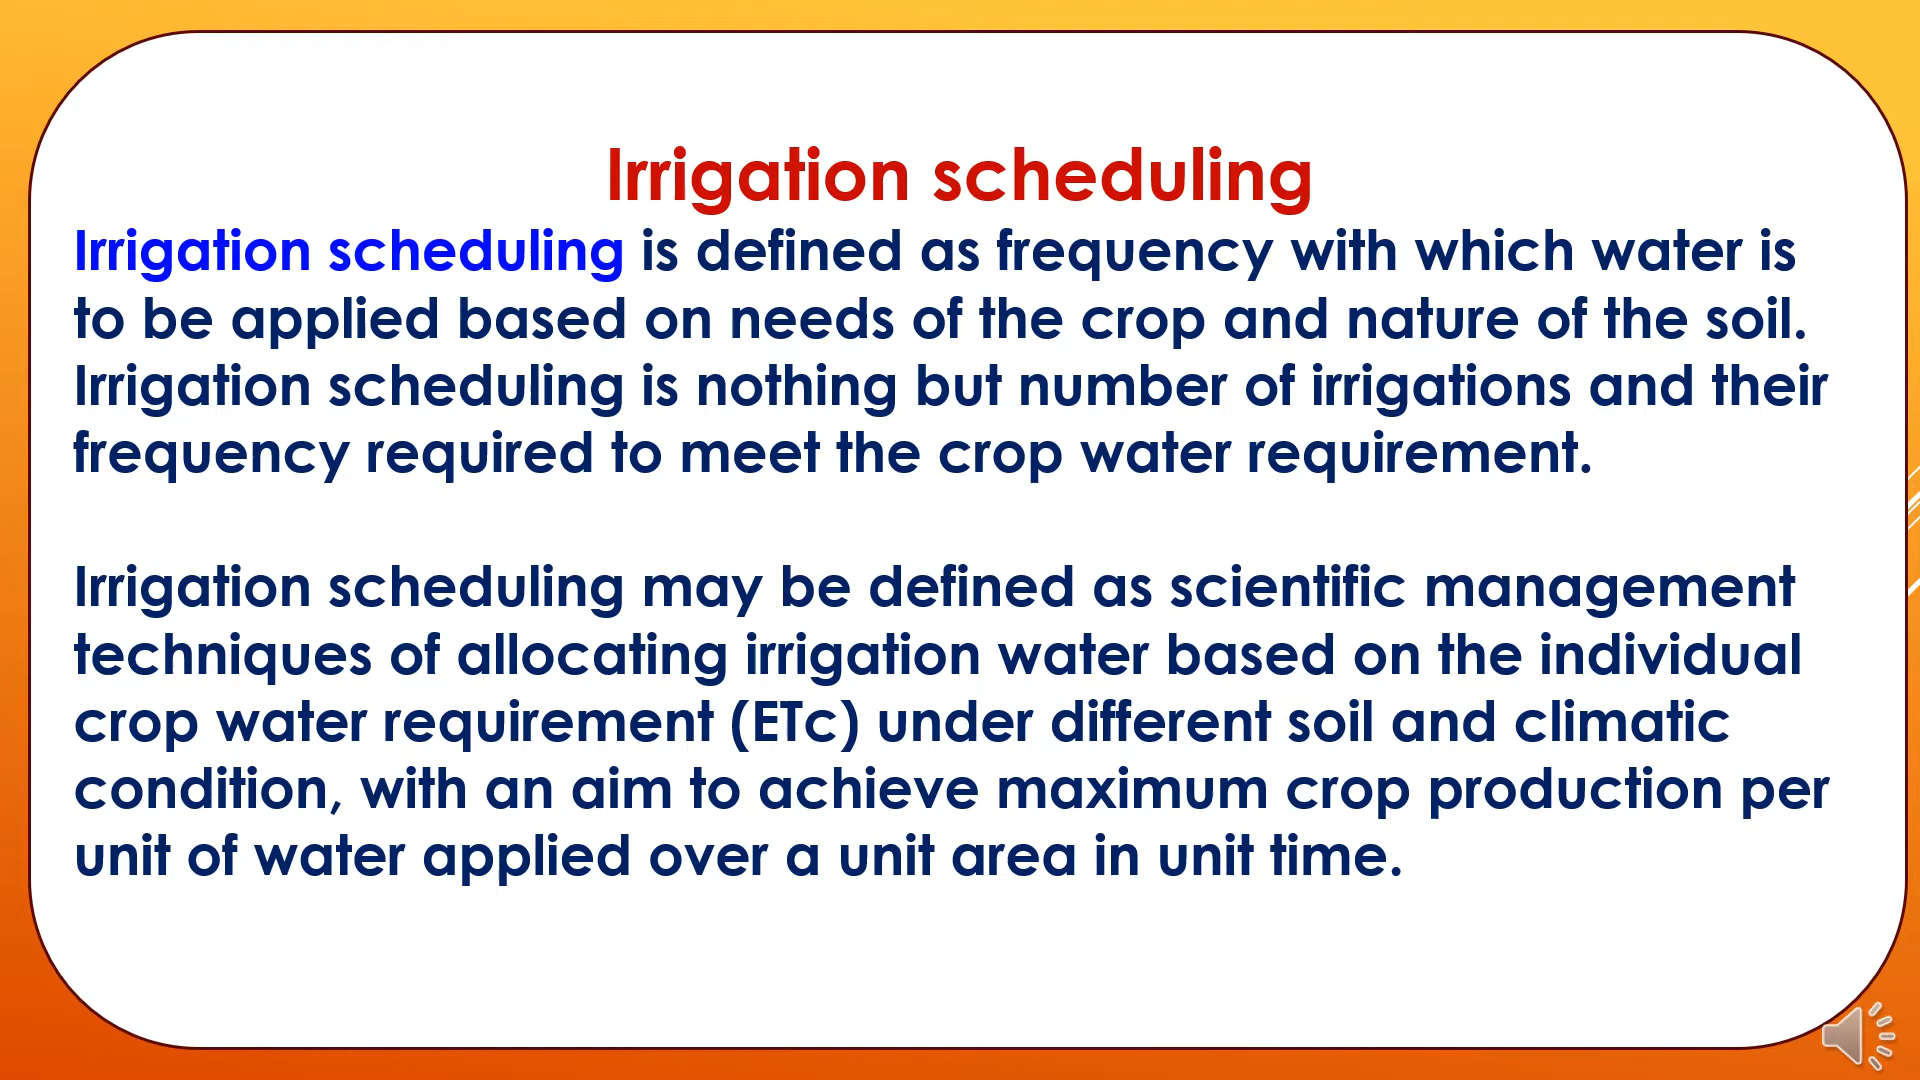 Irrigation scheduling
Irrigation scheduling is defined as frequency with which water is
to be applied based on needs of the crop and nature of the soil.
Irrigation scheduling is nothing but number of irrigations and their
frequency required to meet the crop water requirement.
Irrigation scheduling may be defined as scientific management
techniques of allocating irrigation water based on the individual
crop water requirement (ETc) under different soil and climatic
condition, with an aim to achieve maximum crop production per
unit of water applied over a unit area in unit time.